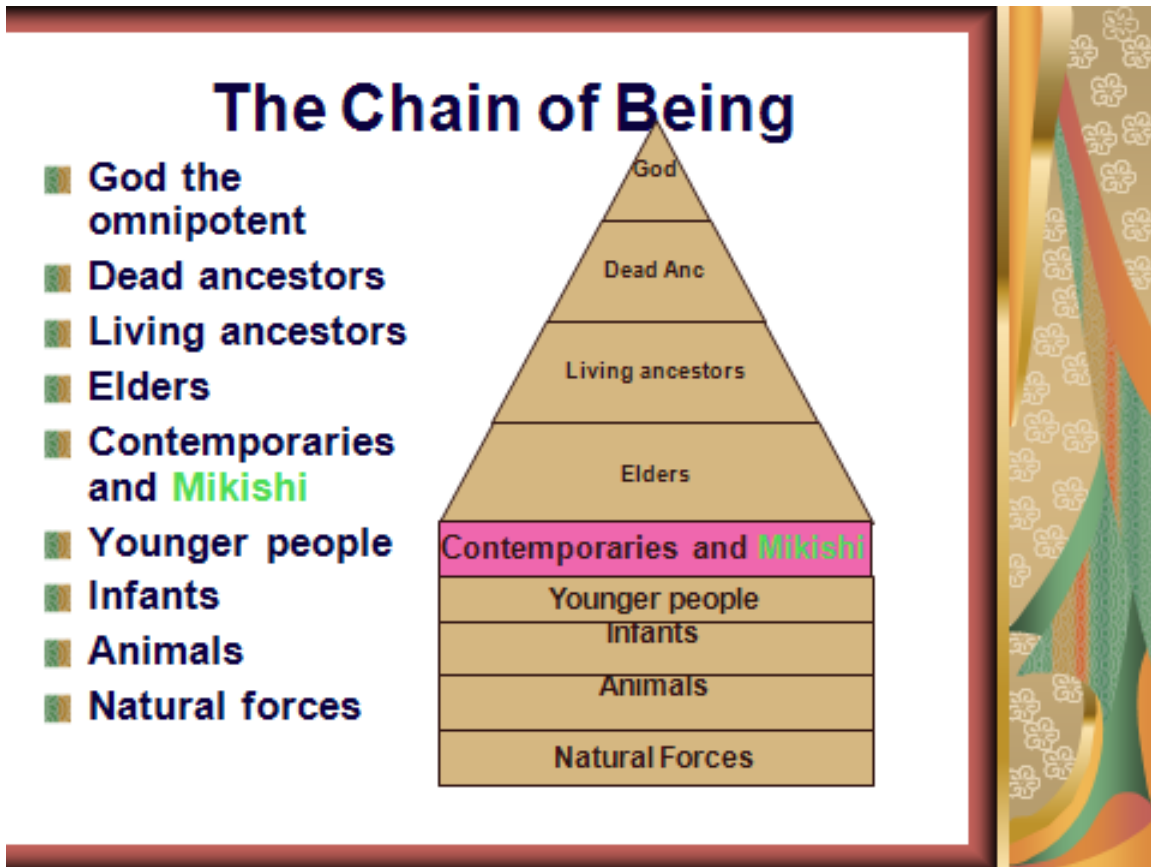 The Chain of Being
God the
omnipotent
Dead ancestors
Living ancestors
Elders
Contemporaries
and Mikishi
Younger people
Infants
Animals
Natural forces
God
Dead Anc
Living ancestors
Elders
Contemporaries and Mikishi
Younger people
Infants
Animals
Natural Forces